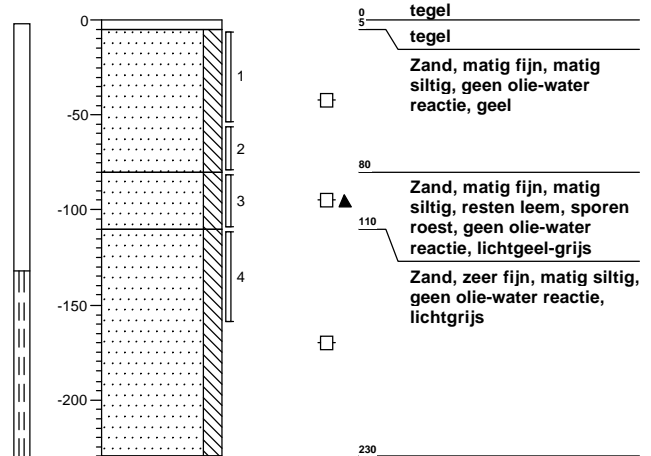 0
-50
-100
-150
-200
1
2
3
4
0
tegel
5
tegel
Zand, matig fijn, matig
siltig, geen olie-water
reactie, geel
80
Zand, matig fijn, matig
siltig, resten leem, sporen
roest, geen olie-water
reactie, lichtgeel-grijs
110
Zand, zeer fijn, matig siltig,
geen olie-water reactie,
lichtgrijs
230